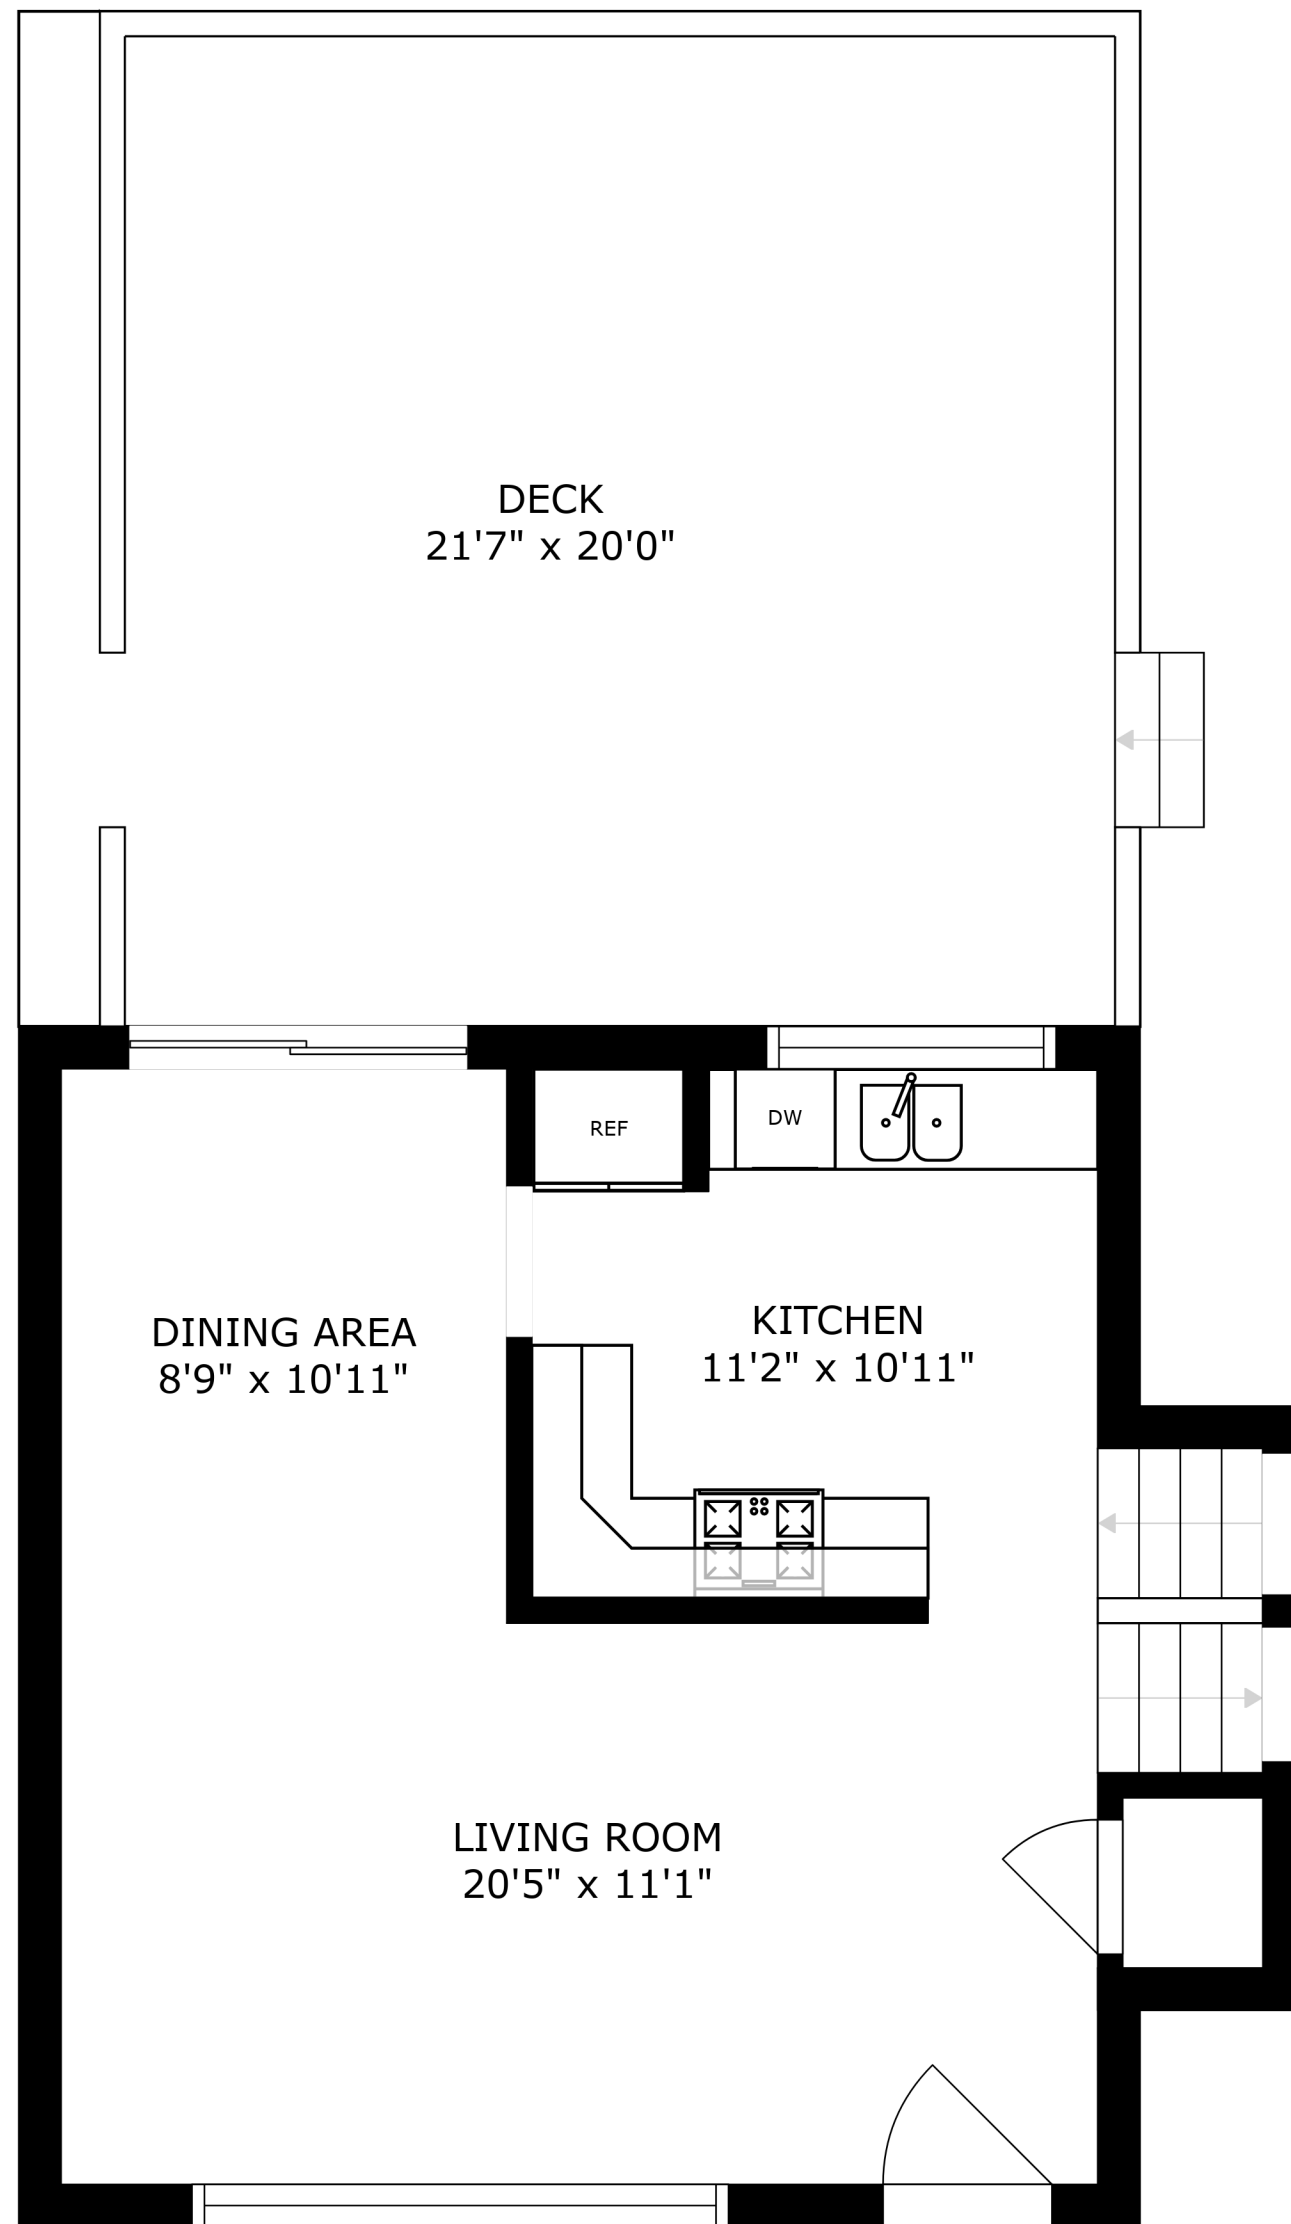 DECK
21'7" x 20'0"
REF
DW
DINING AREA
8'9" x 10'11"
KITCHEN
11'2" x 10'11"
LIVING ROOM
20'5" x 11'1"